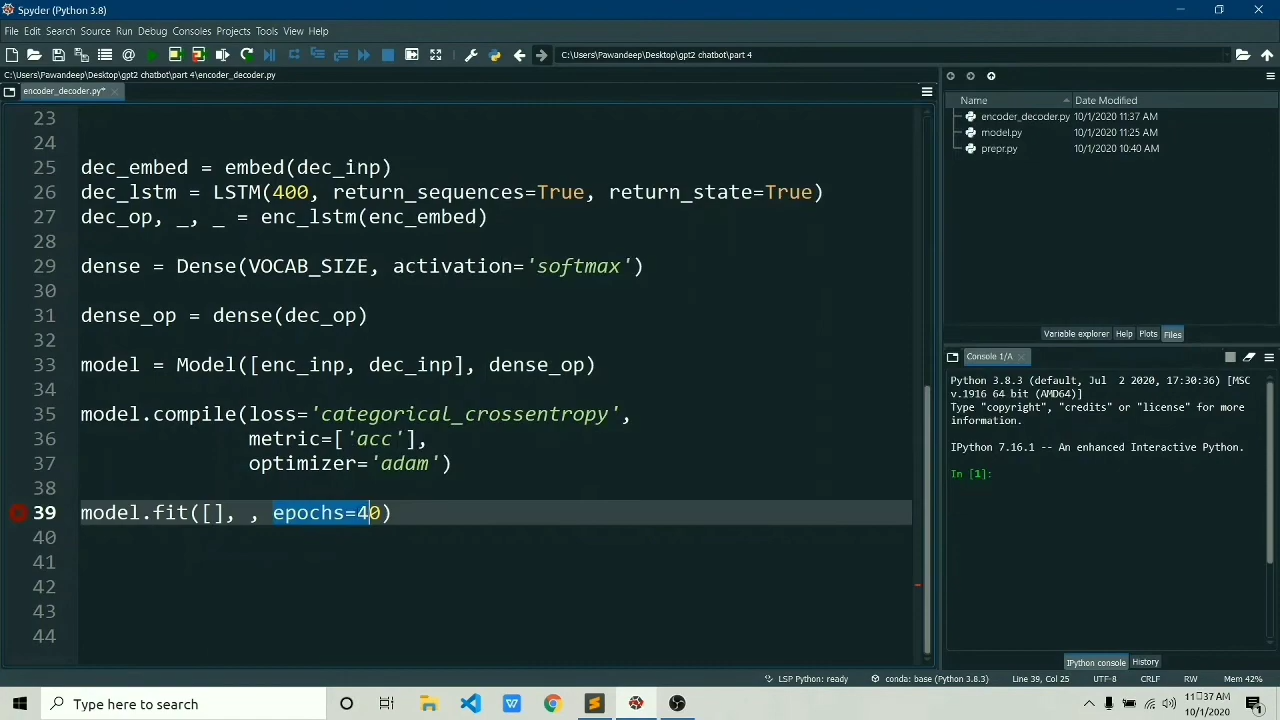 Spyder (Python 3.8)
File Edit Search Source Run Debug Consoles Projects Tools View Help
C:\Users\Pawandeep\Desktop\gpt2 chatbot\part 4
C:\Users\Pawandeep\Desktop\gpt2 chatbot\part 4\encoder_decoder.py
encoder_decoder.py*
23
24
25 dec_embed = embed(dec_inp)
26 dec_lstm = LSTM(400, return_sequences=True, return_state=True)
27 dec_op, _, _ = enc_lstm(enc_embed)
28
29 dense = Dense(VOCAB_SIZE, activation='softmax')
30
31 dense_op = dense(dec_op)
32
33 model = Model([enc_inp, dec_inp], dense_op)
34
35 model.compile(loss='categorical_crossentropy',
36 metric=['acc'],
37 optimizer='adam')
38
39 model.fit([], , epochs=40)
40
41
42
43
44
Name Date Modified
encoder_decoder.py 10/1/2020 11:37 AM
model.py 10/1/2020 11:25 AM
prepr.py 10/1/2020 10:40 AM
Variable explorer Help Plots Files
Console 1/A
Python 3.8.3 (default, Jul 2 2020, 17:30:36) [MSC
v.1916 64 bit (AMD64)]
Type "copyright", "credits" or "license" for more
information.
IPython 7.16.1 -- An enhanced Interactive Python.
In [1]:
IPython console History
LSP Python: ready conda: base (Python 3.8.3) Line 39, Col 25 UTF-8 CRLF RW Mem 42%
Type here to search
11:37 AM
10/1/2020
1